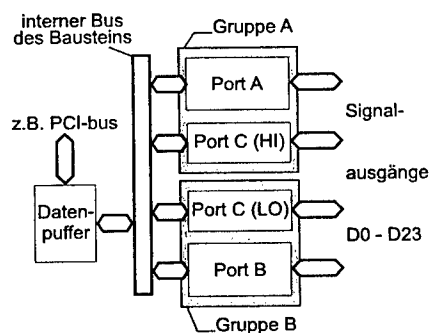 interner Bus
des Bausteins
Gruppe A
Port A
z.B. PCI-bus
Port C (HI)
Signal-
ausgänge
D0 - D23
Daten-
puffer
Port C (LO)
Port B
Gruppe B